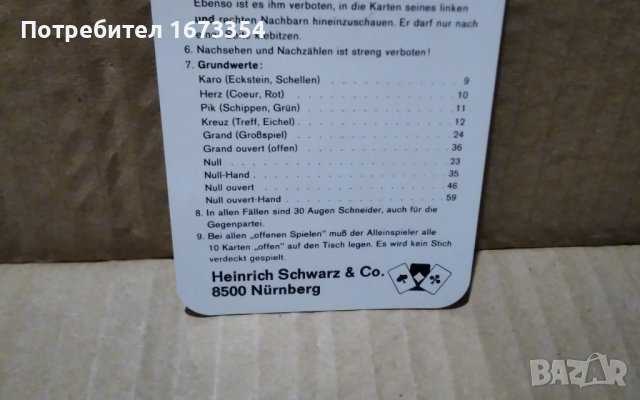 Потребител 1673354
Ebenso ist es ihm verboten, in die Karten seines linken
und rechten Nachbarn hineinzuschauen. Er darf nur nach
einer Seite kiebitzen.
6. Nachsehen und Nachzählen ist streng verboten!
7. Grundwerte:
Karo (Eckstein, Schellen) 9
Herz (Coeur, Rot) 10
Pik (Schippen, Grün) 11
Kreuz (Treff, Eichel) 12
Grand (Großspiel) 24
Grand ouvert (offen) 36
Null 23
Null-Hand 35
Null ouvert 46
Null ouvert-Hand 59
8. In allen Fällen sind 30 Augen Schneider, auch für die
Gegenpartei.
9. Bei allen „offenen Spielen" muß der Alleinspieler alle
10 Karten „offen" auf den Tisch legen. Es wird kein Stich
verdeckt gespielt.
Heinrich Schwarz & Co.
8500 Nürnberg
BAZAR